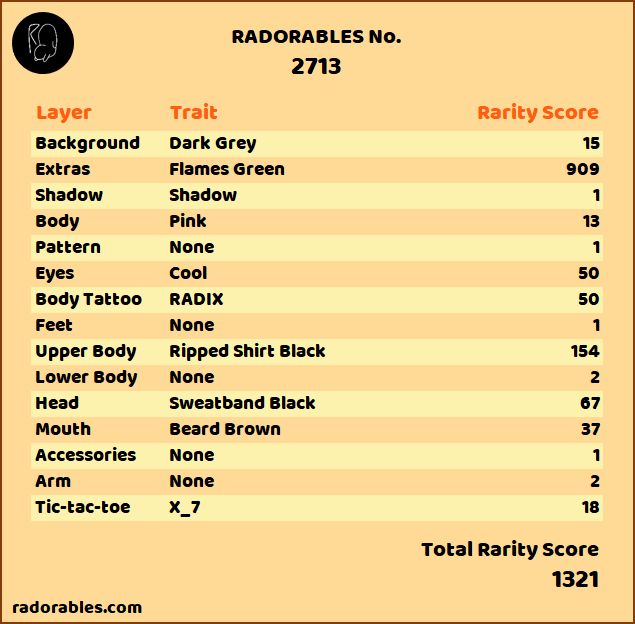 RADORABLES No.
2713
Layer Trait Rarity Score
Background Dark Grey 15
Extras Flames Green 909
Shadow Shadow 1
Body Pink 13
Pattern None 1
Eyes Cool 50
Body Tattoo RADIX 50
Feet None 1
Upper Body Ripped Shirt Black 154
Lower Body None 2
Head Sweatband Black 67
Mouth Beard Brown 37
Accessories None 1
Arm None 2
Tic-tac-toe X_7 18
Total Rarity Score
1321
radorables.com